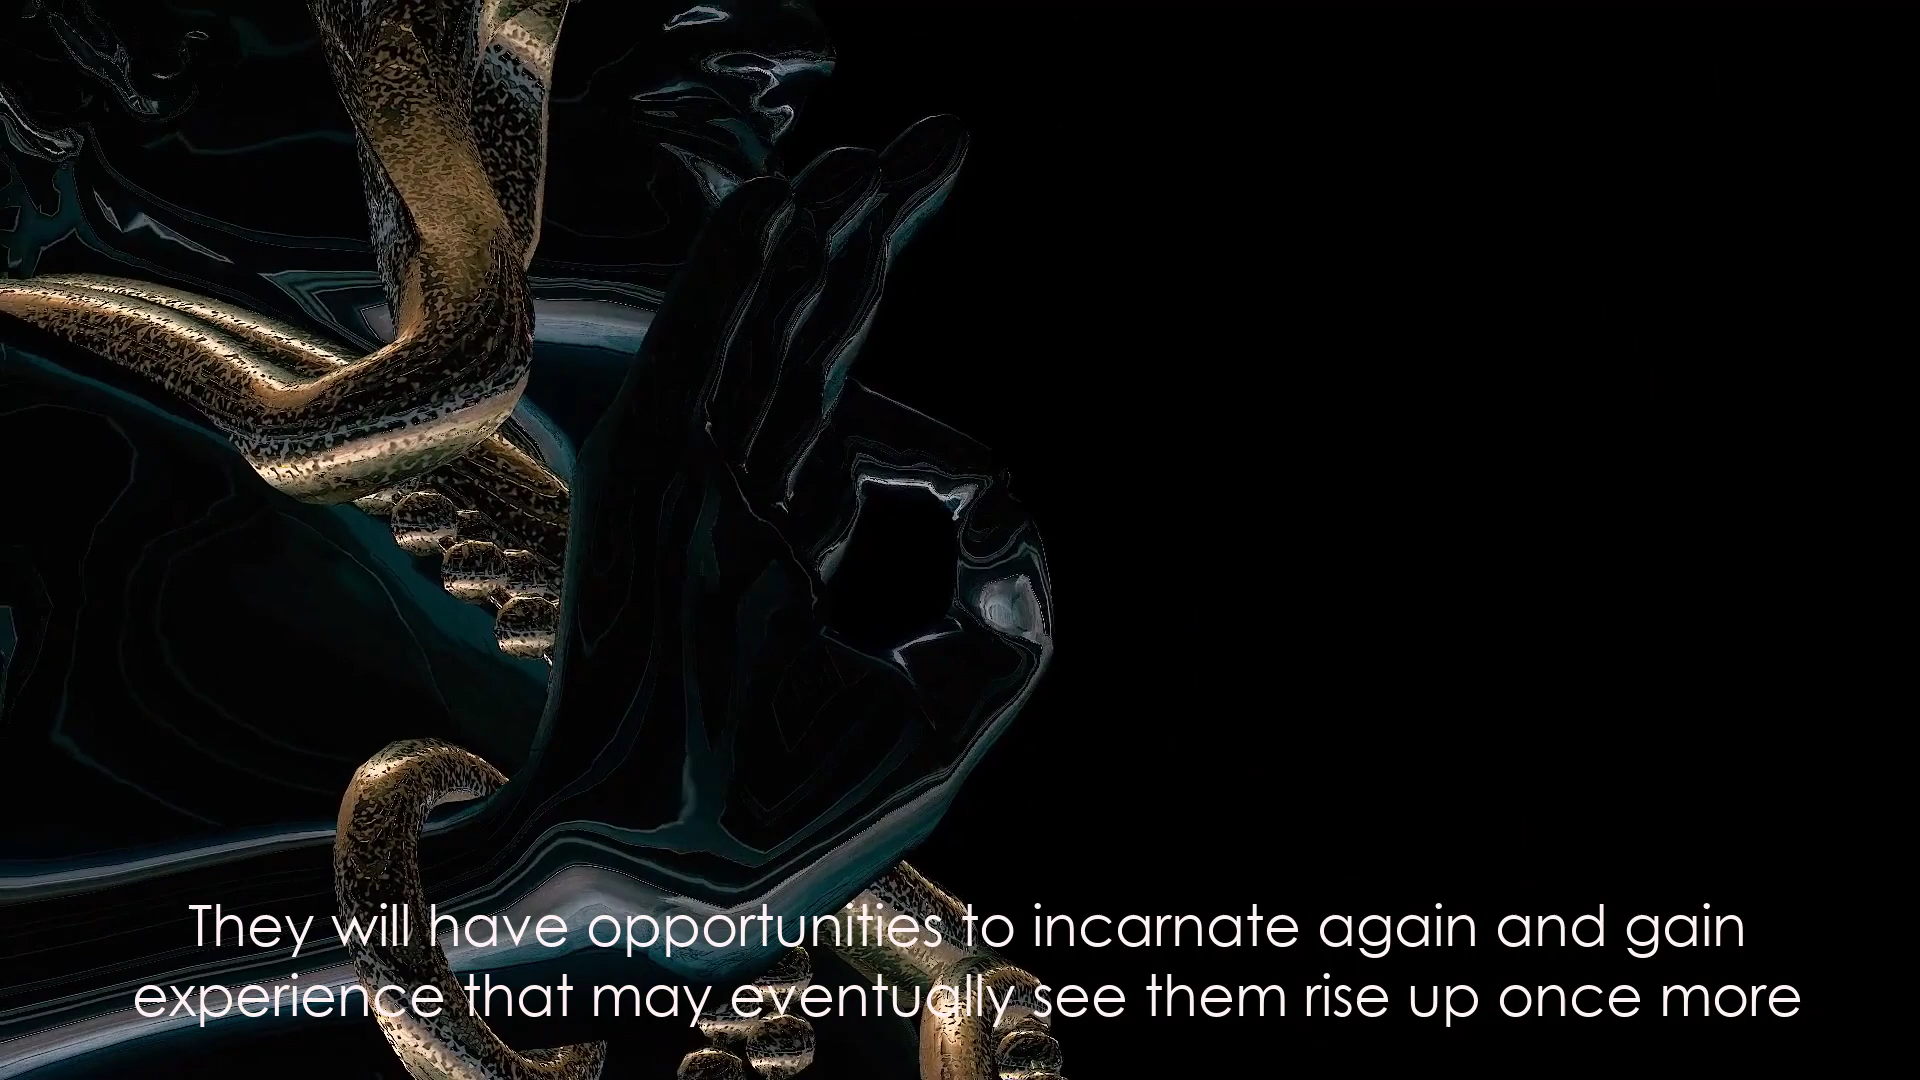 They will have opportunities to incarnate again and gain
experience that may eventually see them rise up once more